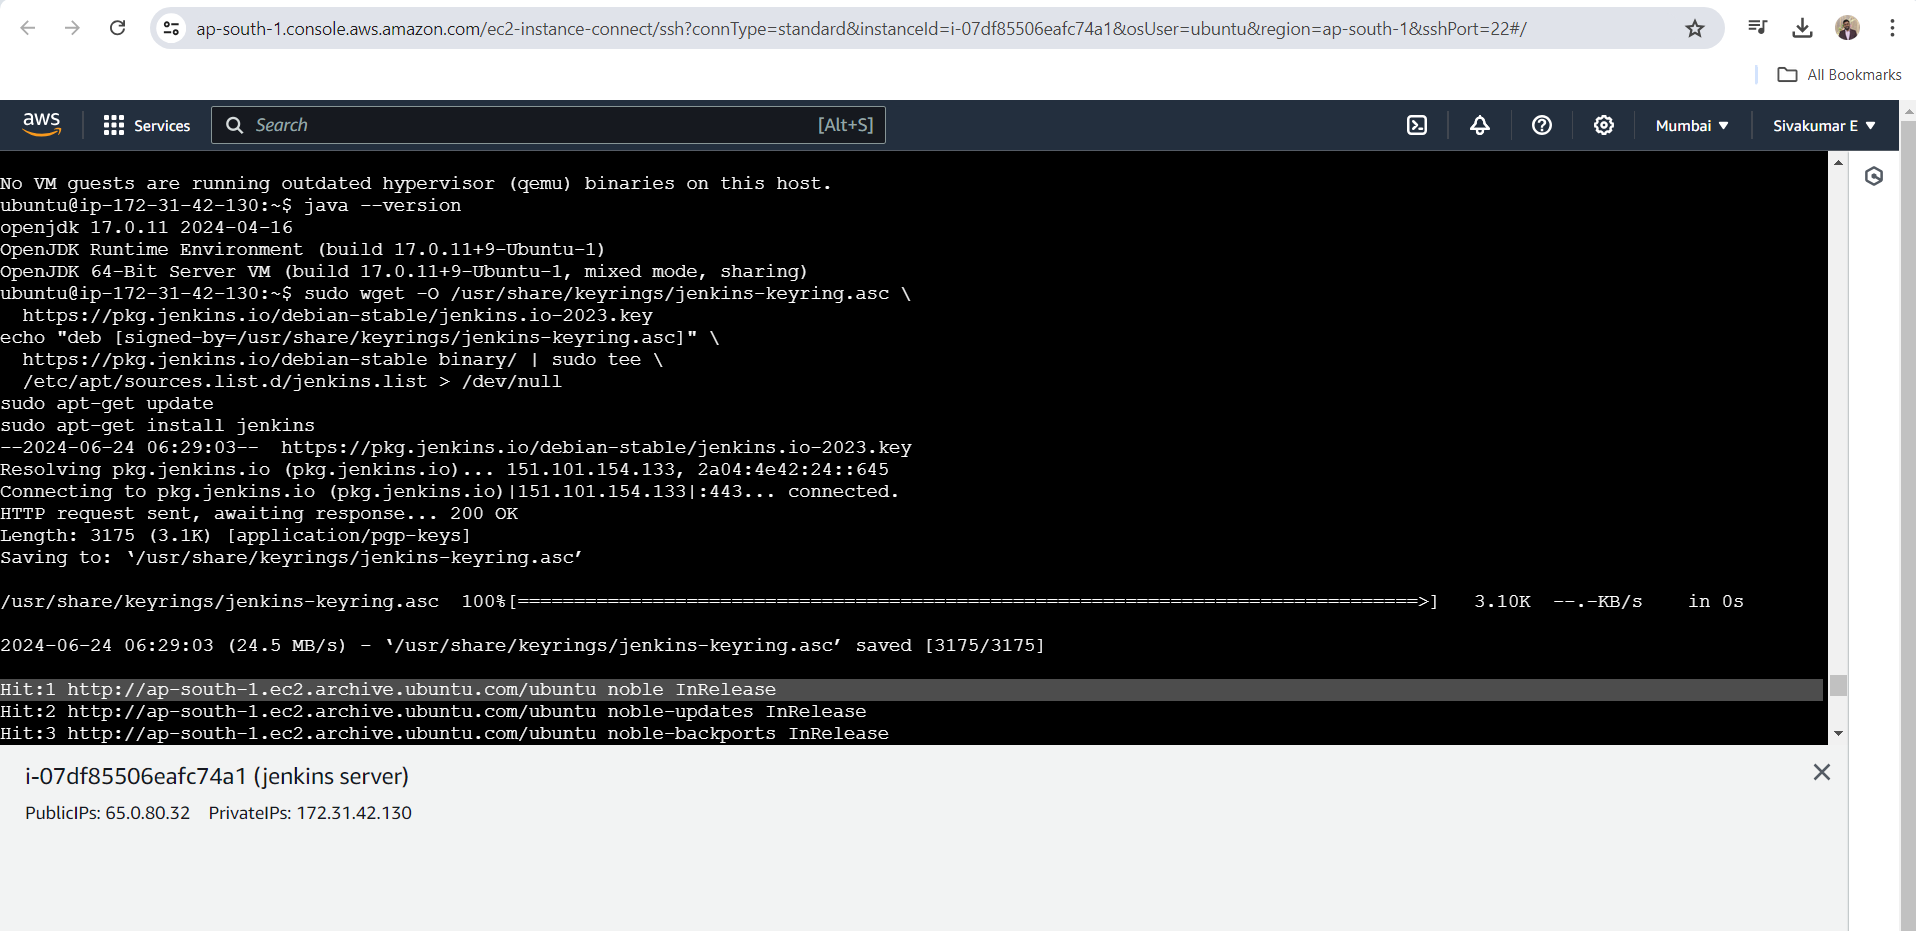 ap-south-1.console.aws.amazon.com/ec2-instance-connect/ssh?connType=standard&instanceId=i-07df85506eafc74a1&osUser=ubuntu&region=ap-south-1&sshPort=22#/
All Bookmarks
aws Services Search [Alt+S] Mumbai ▼ Sivakumar E ▼
No VM guests are running outdated hypervisor (qemu) binaries on this host.
ubuntu@ip-172-31-42-130:~$ java --version
openjdk 17.0.11 2024-04-16
OpenJDK Runtime Environment (build 17.0.11+9-Ubuntu-1)
OpenJDK 64-Bit Server VM (build 17.0.11+9-Ubuntu-1, mixed mode, sharing)
ubuntu@ip-172-31-42-130:~$ sudo wget -O /usr/share/keyrings/jenkins-keyring.asc \
  https://pkg.jenkins.io/debian-stable/jenkins.io-2023.key
echo "deb [signed-by=/usr/share/keyrings/jenkins-keyring.asc]" \
  https://pkg.jenkins.io/debian-stable binary/ | sudo tee \
  /etc/apt/sources.list.d/jenkins.list > /dev/null
sudo apt-get update
sudo apt-get install jenkins
--2024-06-24 06:29:03--  https://pkg.jenkins.io/debian-stable/jenkins.io-2023.key
Resolving pkg.jenkins.io (pkg.jenkins.io)... 151.101.154.133, 2a04:4e42:24::645
Connecting to pkg.jenkins.io (pkg.jenkins.io)|151.101.154.133|:443... connected.
HTTP request sent, awaiting response... 200 OK
Length: 3175 (3.1K) [application/pgp-keys]
Saving to: ‘/usr/share/keyrings/jenkins-keyring.asc’
/usr/share/keyrings/jenkins-keyring.asc  100%[================================================================================>]   3.10K  --.-KB/s    in 0s
2024-06-24 06:29:03 (24.5 MB/s) - ‘/usr/share/keyrings/jenkins-keyring.asc’ saved [3175/3175]
Hit:1 http://ap-south-1.ec2.archive.ubuntu.com/ubuntu noble InRelease
Hit:2 http://ap-south-1.ec2.archive.ubuntu.com/ubuntu noble-updates InRelease
Hit:3 http://ap-south-1.ec2.archive.ubuntu.com/ubuntu noble-backports InRelease
i-07df85506eafc74a1 (jenkins server)
PublicIPs: 65.0.80.32 PrivateIPs: 172.31.42.130